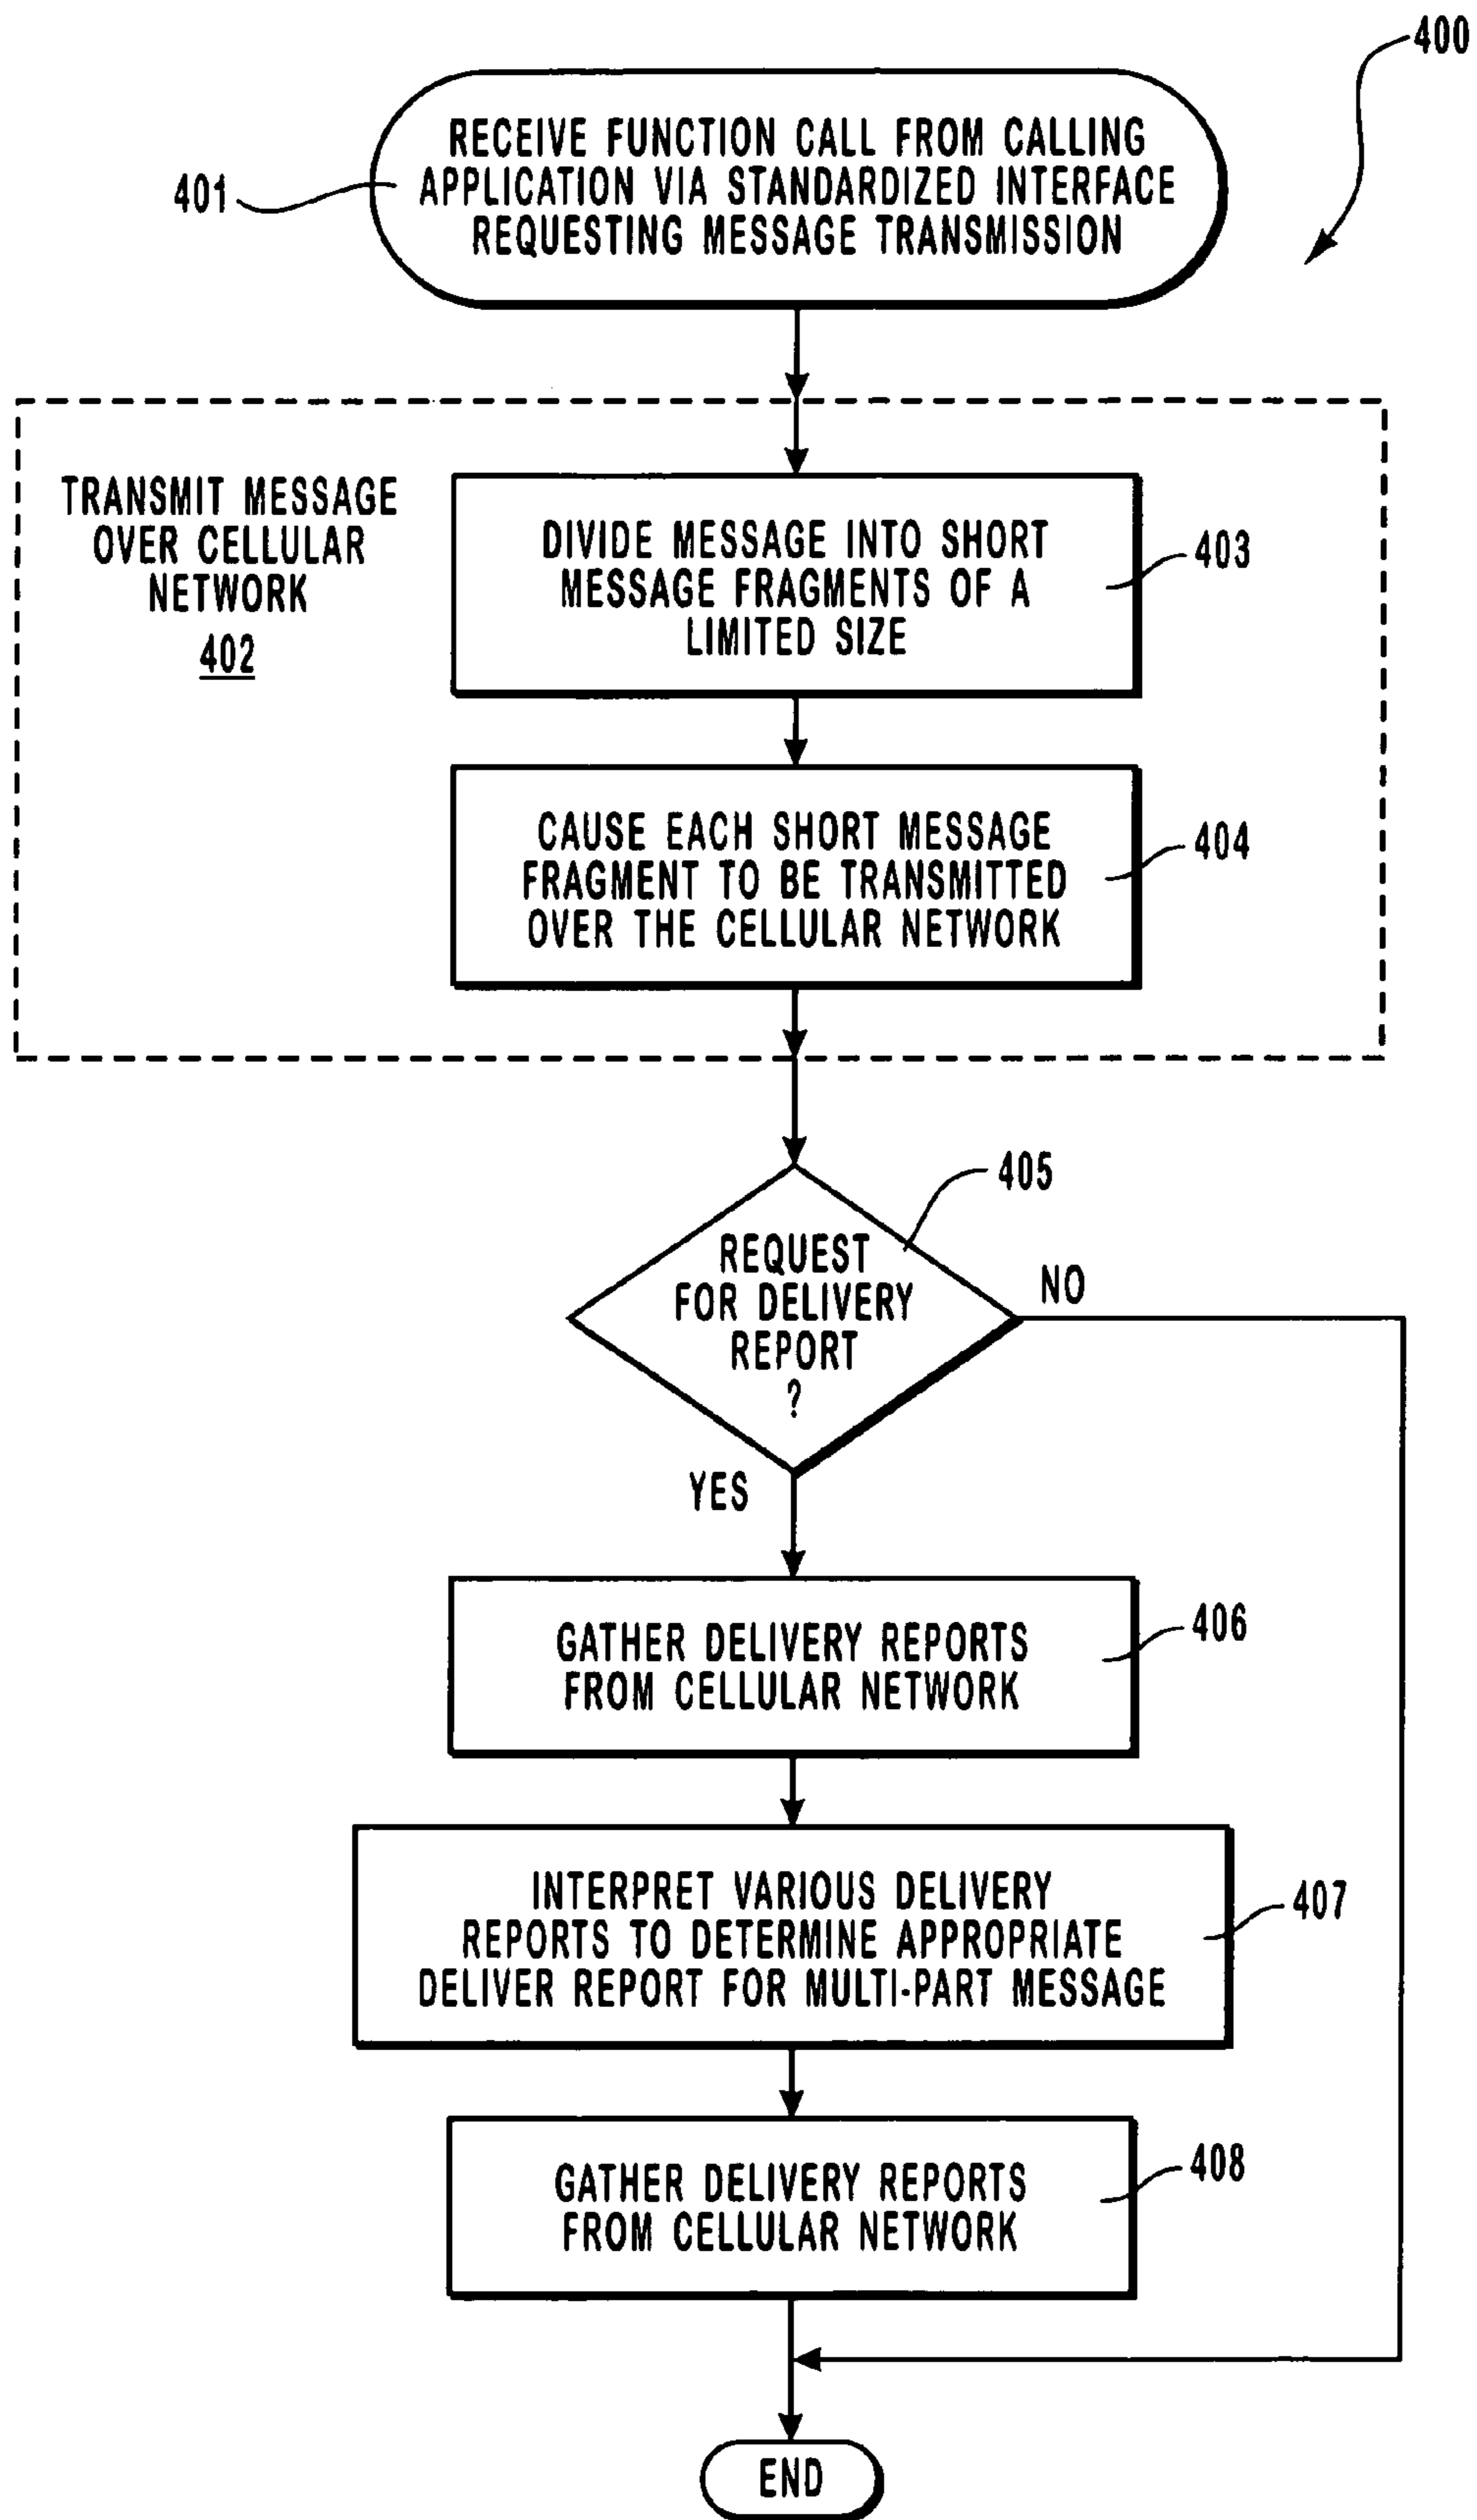 400
401
RECEIVE FUNCTION CALL FROM CALLING
APPLICATION VIA STANDARDIZED INTERFACE
REQUESTING MESSAGE TRANSMISSION
TRANSMIT MESSAGE
OVER CELLULAR
NETWORK
402
DIVIDE MESSAGE INTO SHORT
MESSAGE FRAGMENTS OF A
LIMITED SIZE
403
CAUSE EACH SHORT MESSAGE
FRAGMENT TO BE TRANSMITTED
OVER THE CELLULAR NETWORK
404
405
REQUEST
FOR DELIVERY
REPORT
?
NO
YES
GATHER DELIVERY REPORTS
FROM CELLULAR NETWORK
406
INTERPRET VARIOUS DELIVERY
REPORTS TO DETERMINE APPROPRIATE
DELIVER REPORT FOR MULTI-PART MESSAGE
407
GATHER DELIVERY REPORTS
FROM CELLULAR NETWORK
408
END